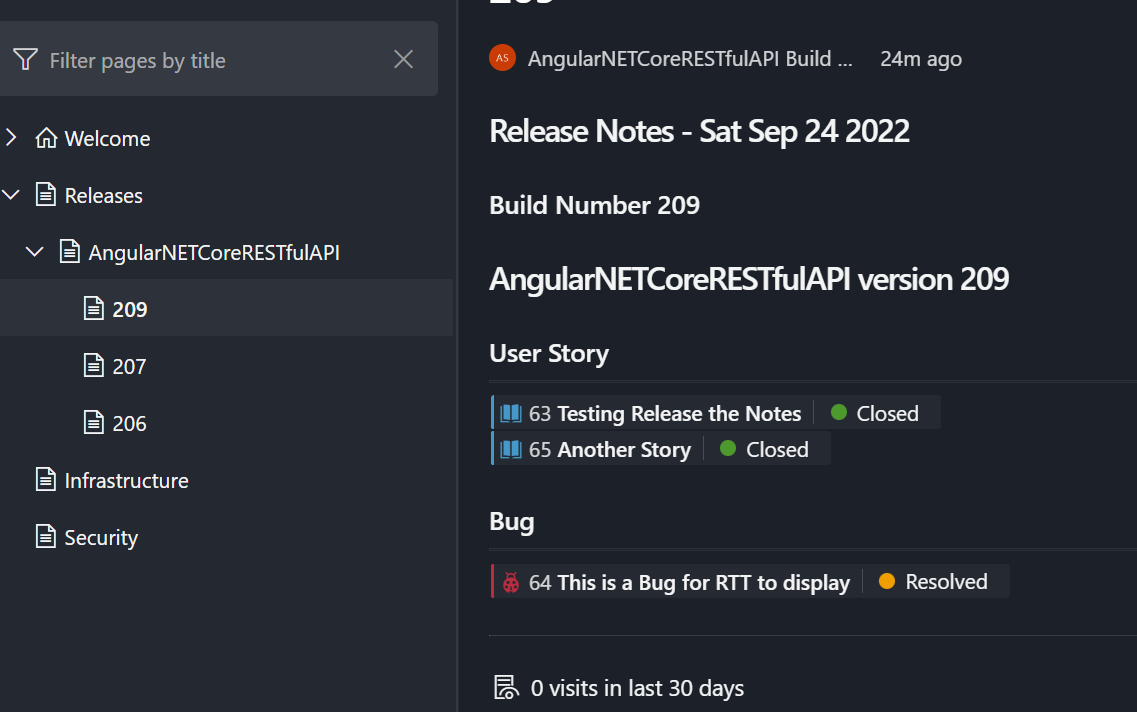 Filter pages by title
Welcome
Releases
AngularNETCoreRESTfulAPI
209
207
206
Infrastructure
Security
AS AngularNETCoreRESTfulAPI Build ... 24m ago
Release Notes - Sat Sep 24 2022
Build Number 209
AngularNETCoreRESTfulAPI version 209
User Story
63 Testing Release the Notes Closed
65 Another Story Closed
Bug
64 This is a Bug for RTT to display Resolved
0 visits in last 30 days